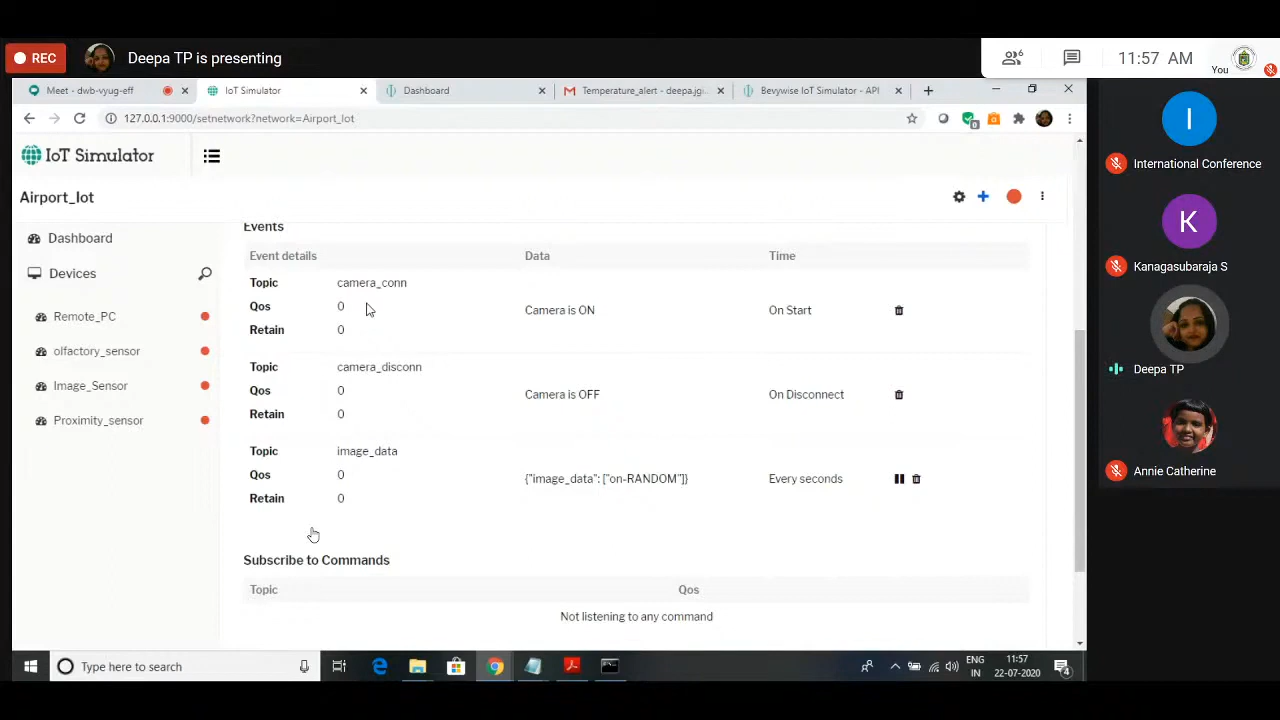 REC
Deepa TP is presenting
6
11:57 AM
You
Meet - dwb-vyug-eff
IoT Simulator
Dashboard
Temperature_alert - deepa.jgi
Bevywise IoT Simulator - API
127.0.0.1:9000/setnetwork?network=Airport_Iot
IoT Simulator
Airport_Iot
Dashboard
Devices
Remote_PC
olfactory_sensor
Image_Sensor
Proximity_sensor
Events
Event details Data Time
Topic camera_conn
Qos 0 Camera is ON On Start
Retain 0
Topic camera_disconn
Qos 0 Camera is OFF On Disconnect
Retain 0
Topic image_data
Qos 0 {"image_data": ["on-RANDOM"]} Every seconds
Retain 0
Subscribe to Commands
Topic Qos
Not listening to any command
I
International Conference
K
Kanagasubaraja S
Deepa TP
Annie Catherine
Type here to search
ENG
IN
11:57
22-07-2020
4